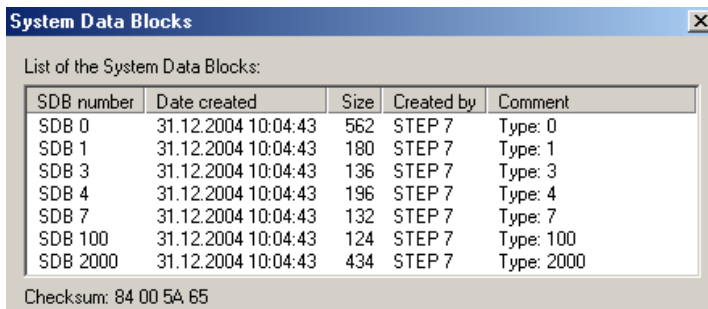 System Data Blocks
List of the System Data Blocks:
SDB number Date created Size Created by Comment
SDB 0 31.12.2004 10:04:43 562 STEP 7 Type: 0
SDB 1 31.12.2004 10:04:43 180 STEP 7 Type: 1
SDB 3 31.12.2004 10:04:43 136 STEP 7 Type: 3
SDB 4 31.12.2004 10:04:43 196 STEP 7 Type: 4
SDB 7 31.12.2004 10:04:43 132 STEP 7 Type: 7
SDB 100 31.12.2004 10:04:43 124 STEP 7 Type: 100
SDB 2000 31.12.2004 10:04:43 434 STEP 7 Type: 2000
Checksum: 84 00 5A 65